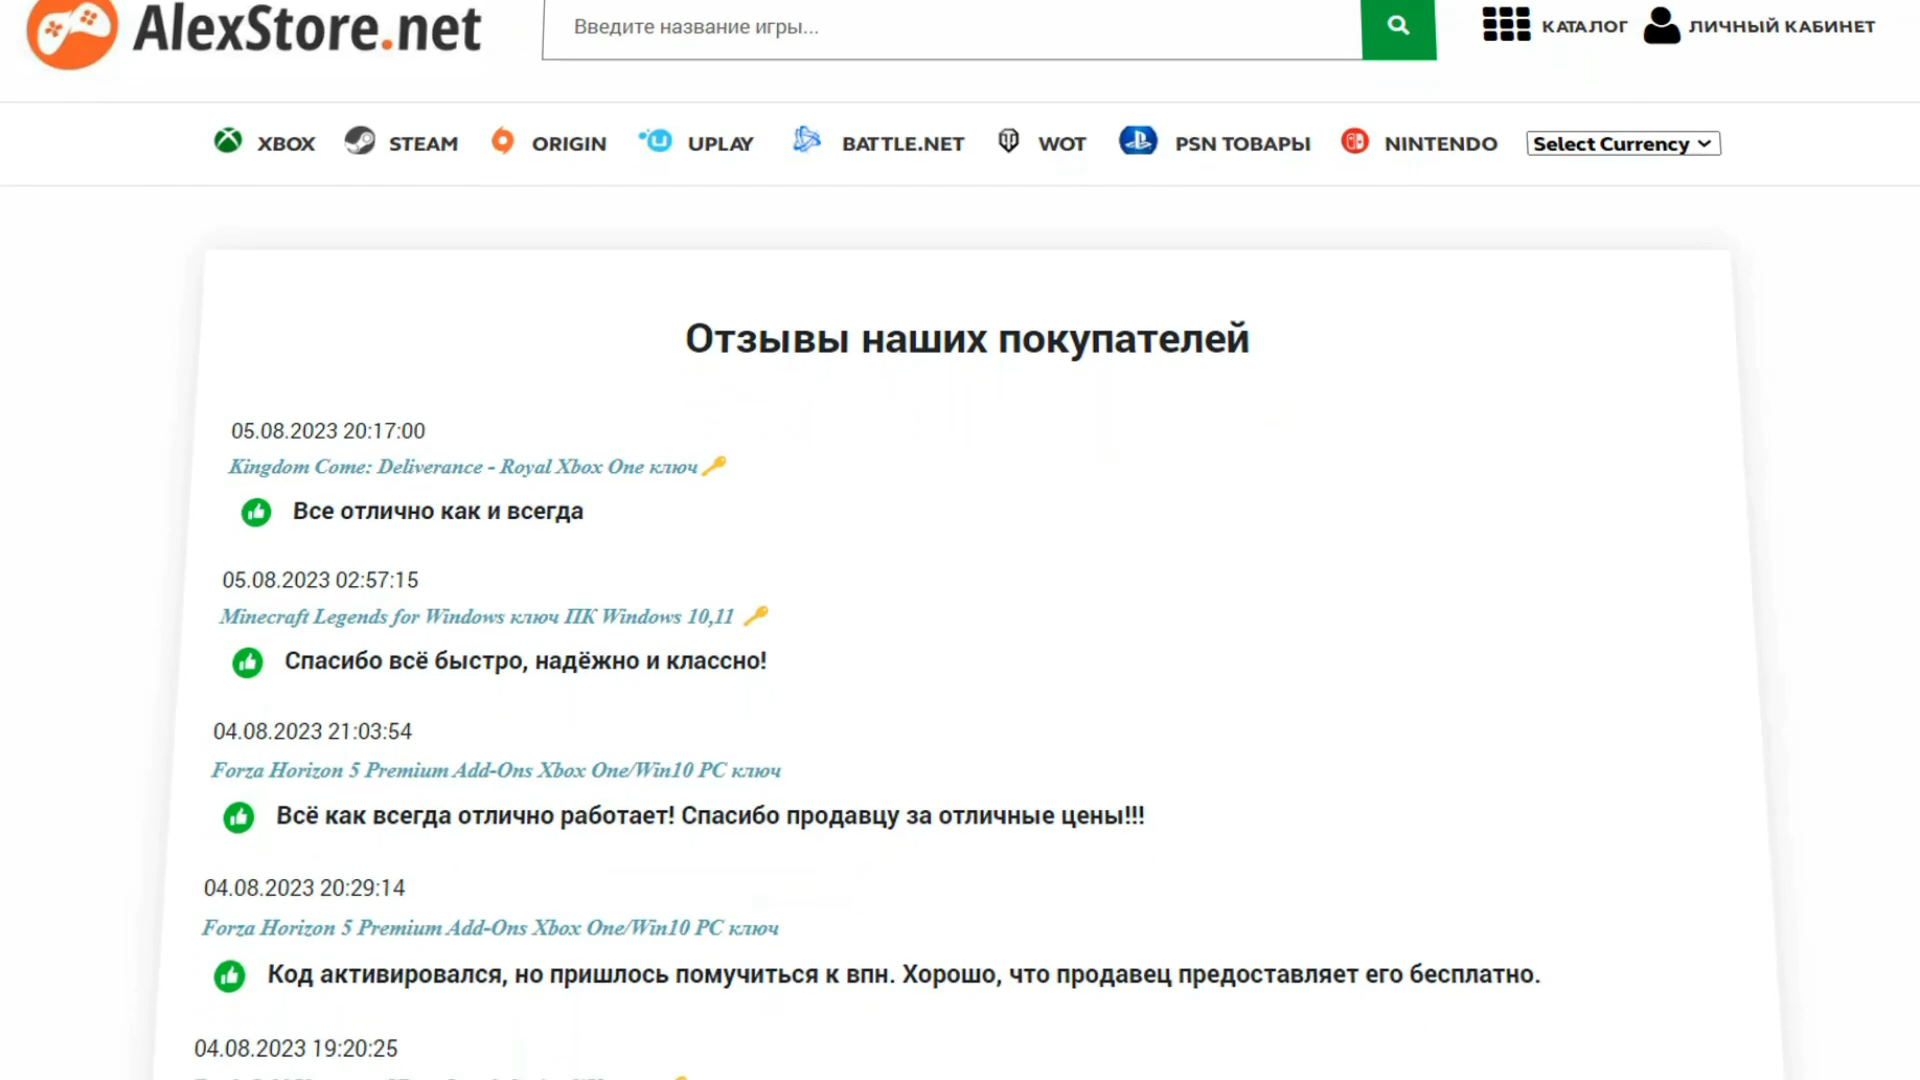 AlexStore.net
Введите название игры...
КАТАЛОГ
ЛИЧНЫЙ КАБИНЕТ
XBOX
STEAM
ORIGIN
UPLAY
BATTLE.NET
WOT
PSN ТОВАРЫ
NINTENDO
Select Currency
Отзывы наших покупателей
05.08.2023 20:17:00
Kingdom Come: Deliverance - Royal Xbox One ключ
Все отлично как и всегда
05.08.2023 02:57:15
Minecraft Legends for Windows ключ ПК Windows 10,11
Спасибо всё быстро, надёжно и классно!
04.08.2023 21:03:54
Forza Horizon 5 Premium Add-Ons Xbox One/Win10 PC ключ
Всё как всегда отлично работает! Спасибо продавцу за отличные цены!!!
04.08.2023 20:29:14
Forza Horizon 5 Premium Add-Ons Xbox One/Win10 PC ключ
Код активировался, но пришлось помучиться к впн. Хорошо, что продавец предоставляет его бесплатно.
04.08.2023 19:20:25